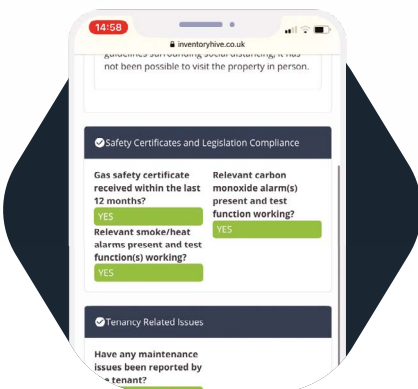 14:58
inventoryhive.co.uk
guidelines surrounding social distancing, it has
not been possible to visit the property in person.
Safety Certificates and Legislation Compliance
Gas safety certificate
received within the last
12 months?
YES
Relevant smoke/heat
alarms present and test
function(s) working?
YES
Relevant carbon
monoxide alarm(s)
present and test
function working?
YES
Tenancy Related Issues
Have any maintenance
issues been reported by
tenant?